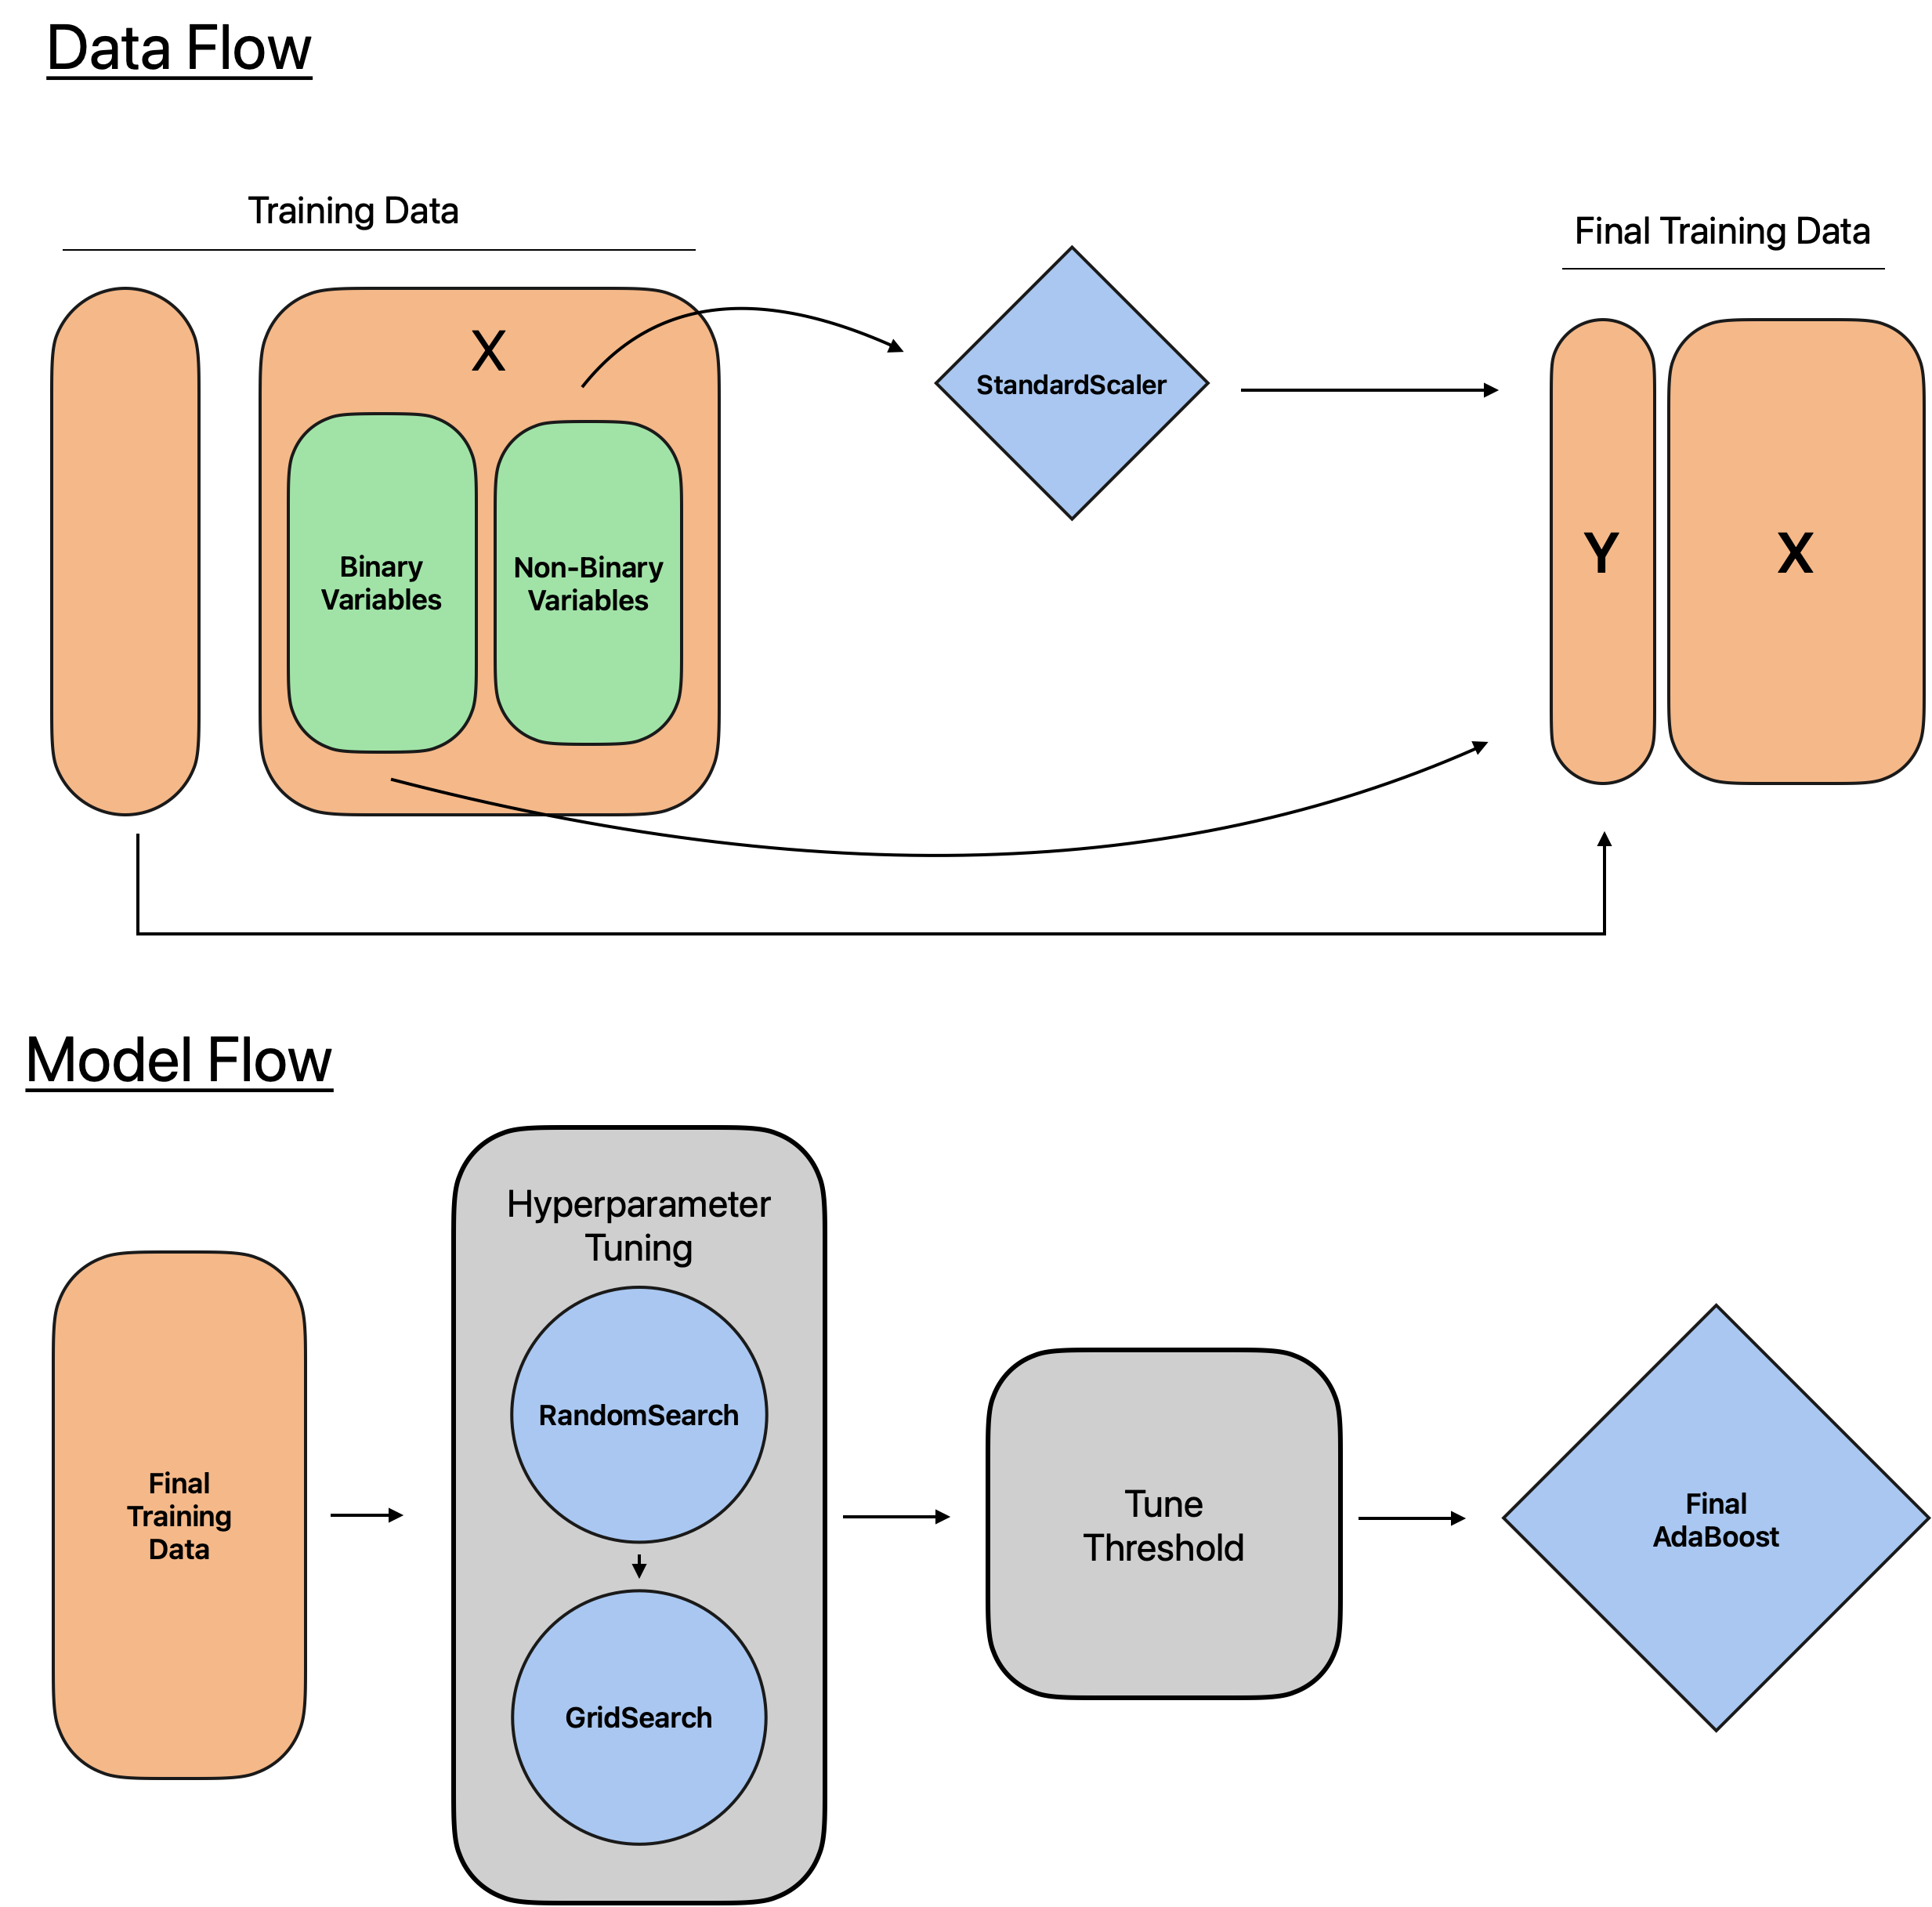 Data Flow
Training Data
Final Training Data
X
StandardScaler
Binary
Variables
Non-Binary
Variables
Y
X
Model Flow
Hyperparameter
Tuning
Final
Training
Data
RandomSearch
GridSearch
Tune
Threshold
Final
AdaBoost